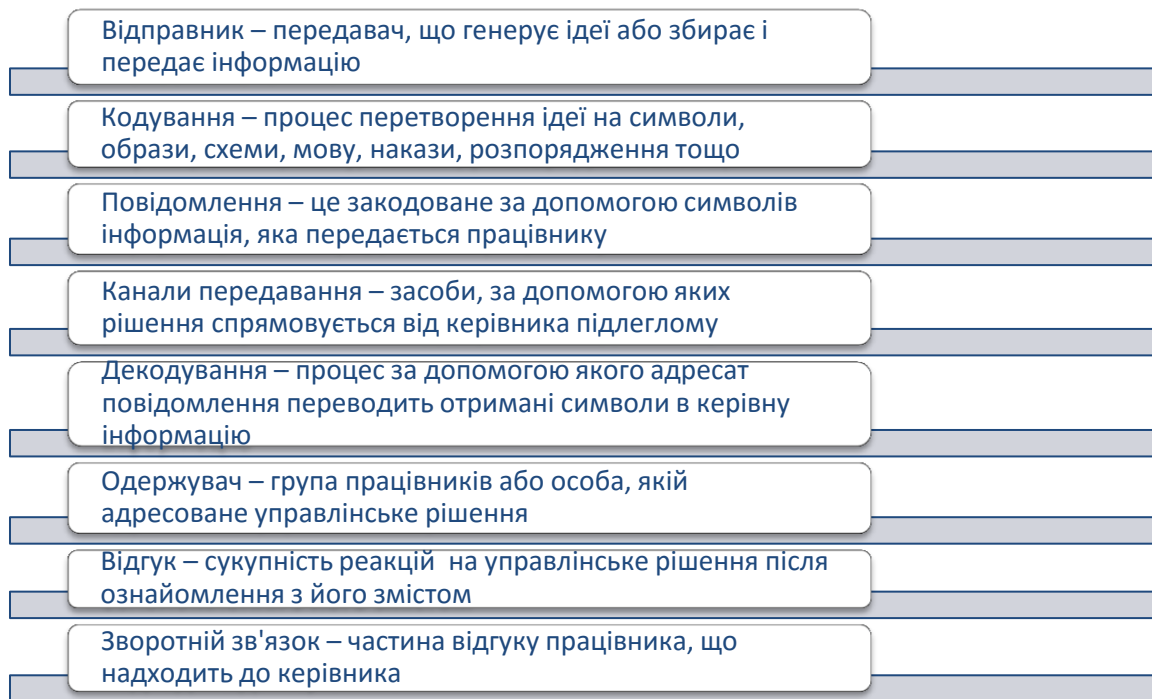 Відправник – передавач, що генерує ідеї або збирає і
передає інформацію
Кодування – процес перетворення ідеї на символи,
образи, схеми, мову, накази, розпорядження тощо
Повідомлення – це закодоване за допомогою символів
інформація, яка передається працівнику
Канали передавання – засоби, за допомогою яких
рішення спрямовується від керівника підлеглому
Декодування – процес за допомогою якого адресат
повідомлення переводить отримані символи в керівну
інформацію
Одержувач – група працівників або особа, якій
адресоване управлінське рішення
Відгук – сукупність реакцій  на управлінське рішення після
ознайомлення з його змістом
Зворотній зв'язок – частина відгуку працівника, що
надходить до керівника